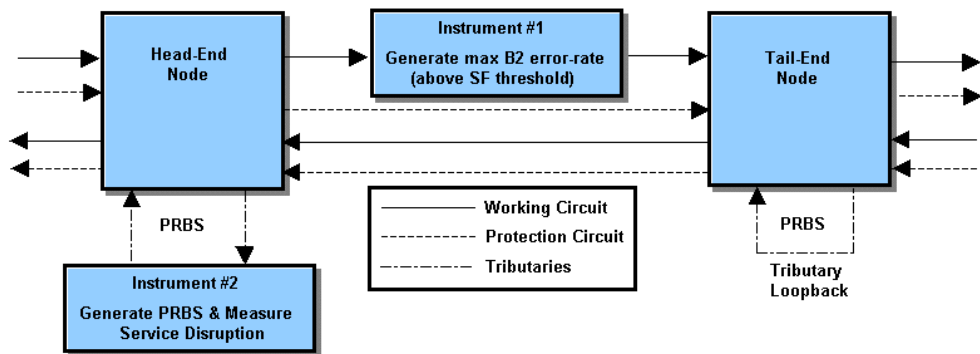 Head-End
Node
Instrument #1
Generate max B2 error-rate
(above SF threshold)
Tail-End
Node
PRBS
Working Circuit
Protection Circuit
Tributaries
PRBS
Tributary
Loopback
Instrument #2
Generate PRBS & Measure
Service Disruption